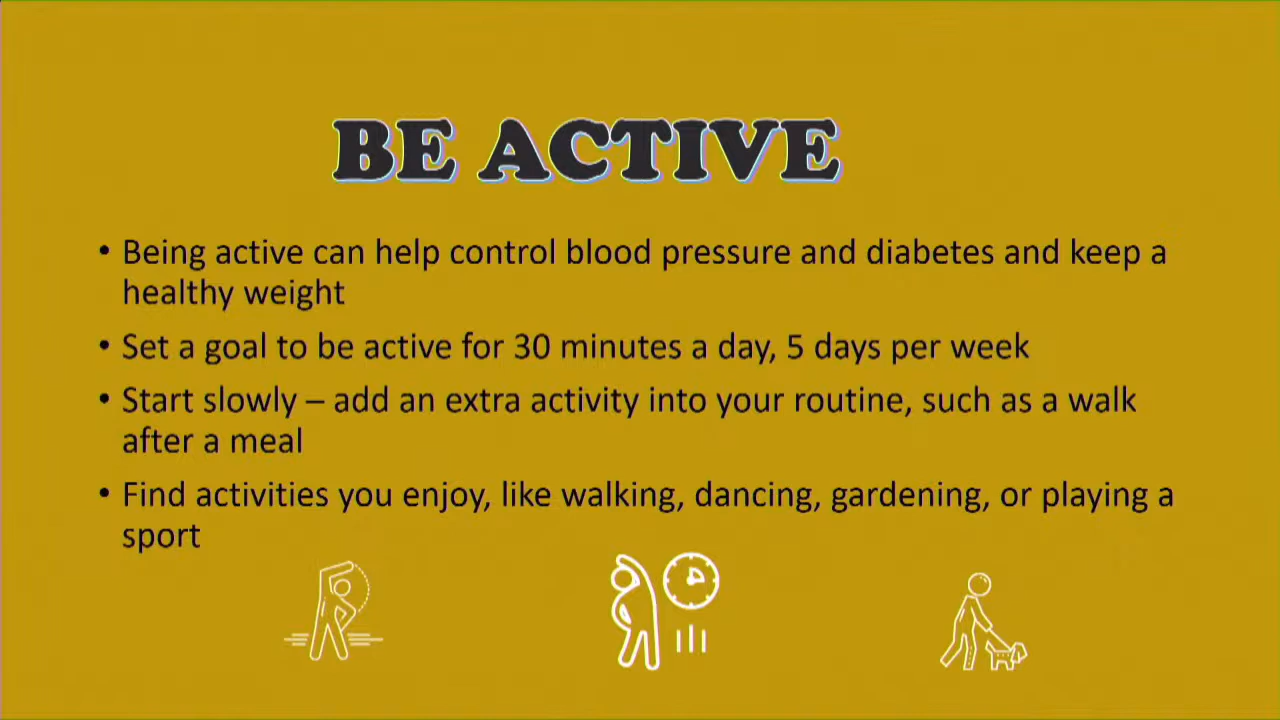 BE ACTIVE
• Being active can help control blood pressure and diabetes and keep a
healthy weight
• Set a goal to be active for 30 minutes a day, 5 days per week
• Start slowly – add an extra activity into your routine, such as a walk
after a meal
• Find activities you enjoy, like walking, dancing, gardening, or playing a
sport